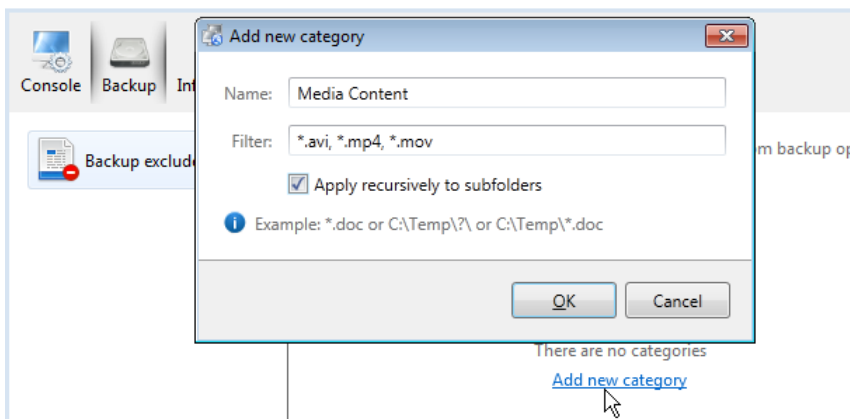 Add new category
Console
Backup
Name: Media Content
Filter: *.avi, *.mp4, *.mov
Backup
Apply recursively to subfolders
Example: *.doc or C:\Temp\?\ or C:\Temp\*.doc
OK
Cancel
There are no categories
Add new category